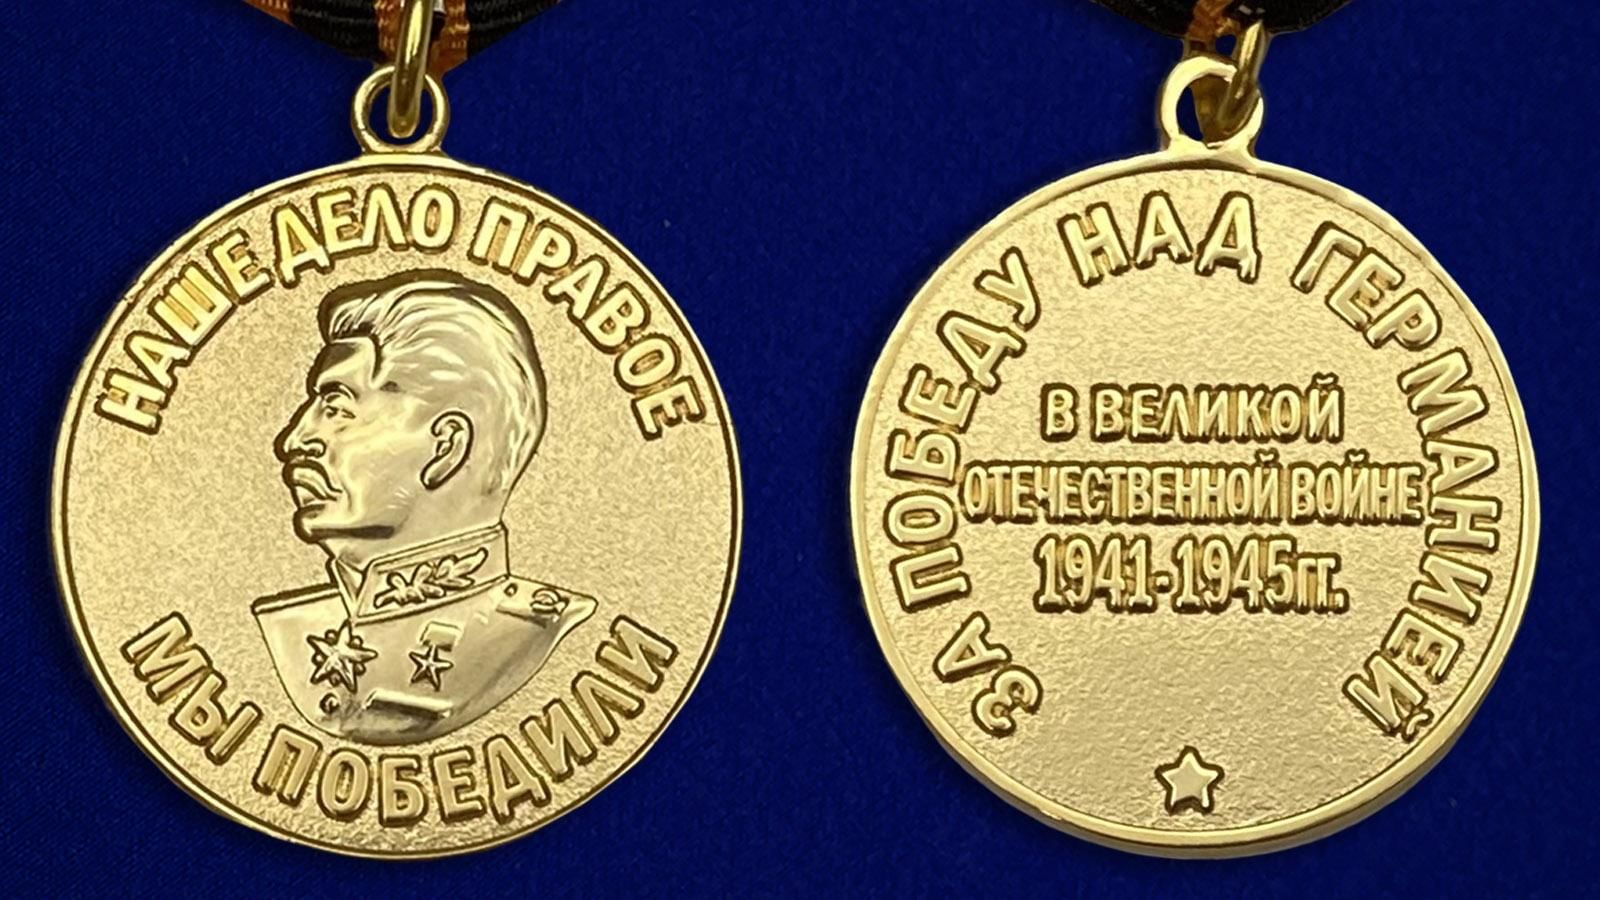 НАШЕ ДЕЛО ПРАВОЕ
МЫ ПОБЕДИЛИ
ЗА ПОБЕДУ НАД ГЕРМАНИЕЙ
В ВЕЛИКОЙ
ОТЕЧЕСТВЕННОЙ ВОЙНЕ
1941-1945гг.